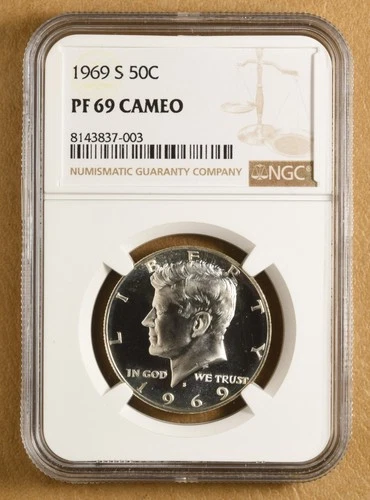 1969 S 50C
PF 69 CAMEO
8143837-003
NUMISMATIC GUARANTY COMPANY
NGC
LIBERTY
IN GOD WE TRUST
S
1969